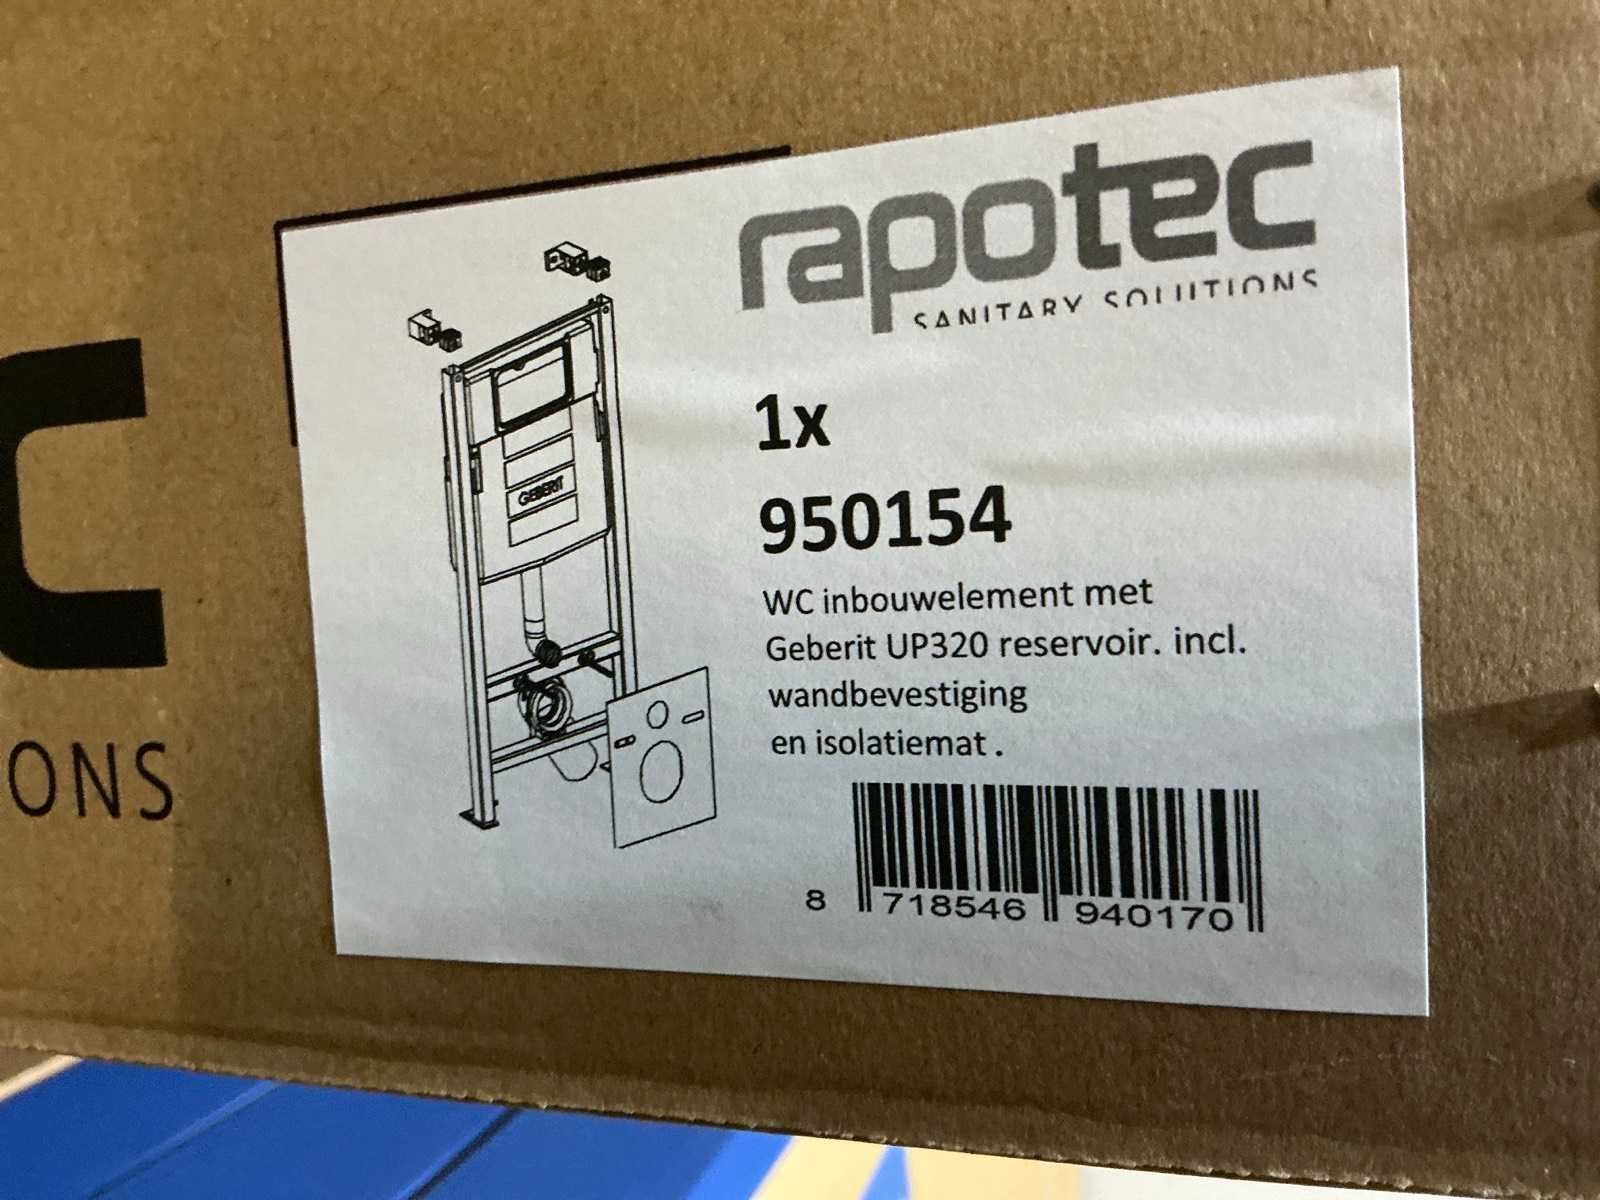 rapotec
SANITARY SOLUTIONS
1x
950154
WC inbouwelement met
Geberit UP320 reservoir. incl.
wandbevestiging
en isolatiemat .
8 718546 940170
GEBERIT
C
ONS